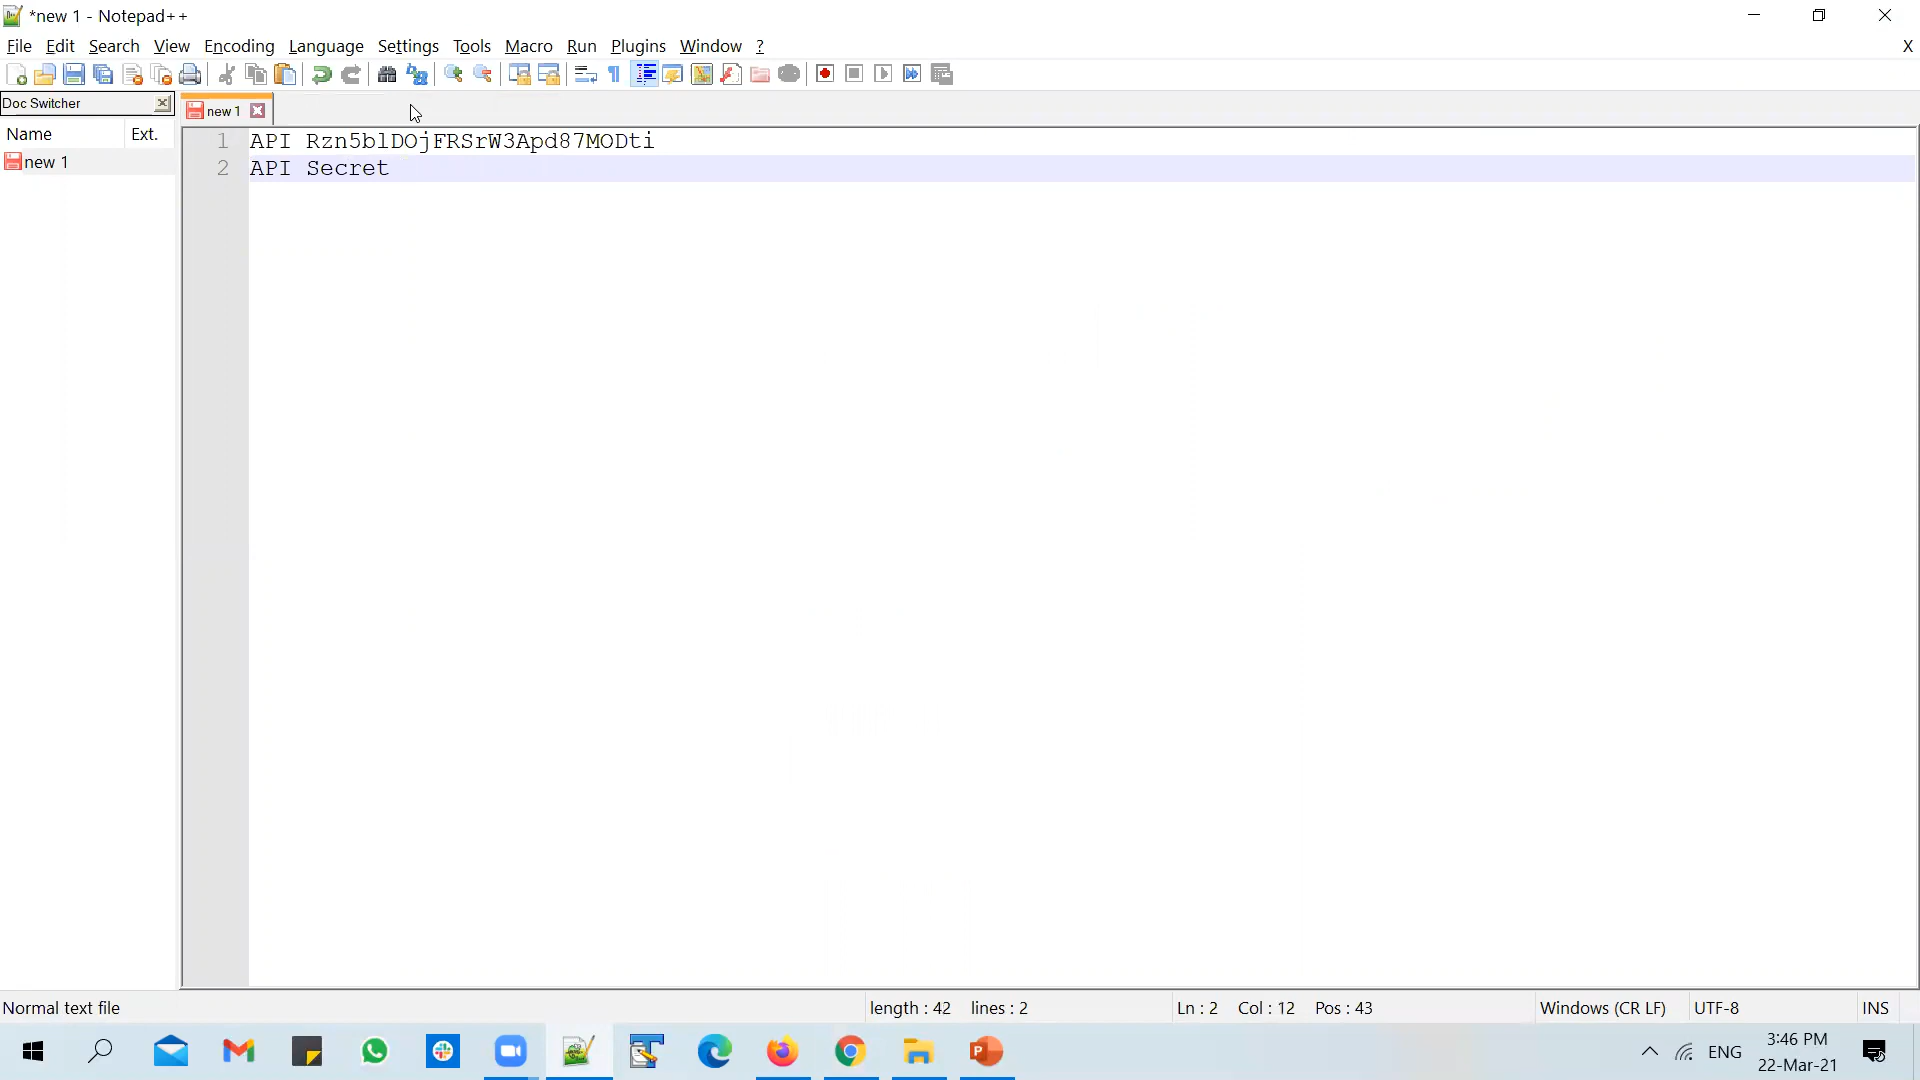 *new 1 - Notepad++
File Edit Search View Encoding Language Settings Tools Macro Run Plugins Window ? X
Doc Switcher
new 1
Name Ext.
new 1
1 API Rzn5blDOjFRSrW3Apd87MODti
2 API Secret
Normal text file length : 42 lines : 2 Ln : 2 Col : 12 Pos : 43 Windows (CR LF) UTF-8 INS
ENG
3:46 PM
22-Mar-21